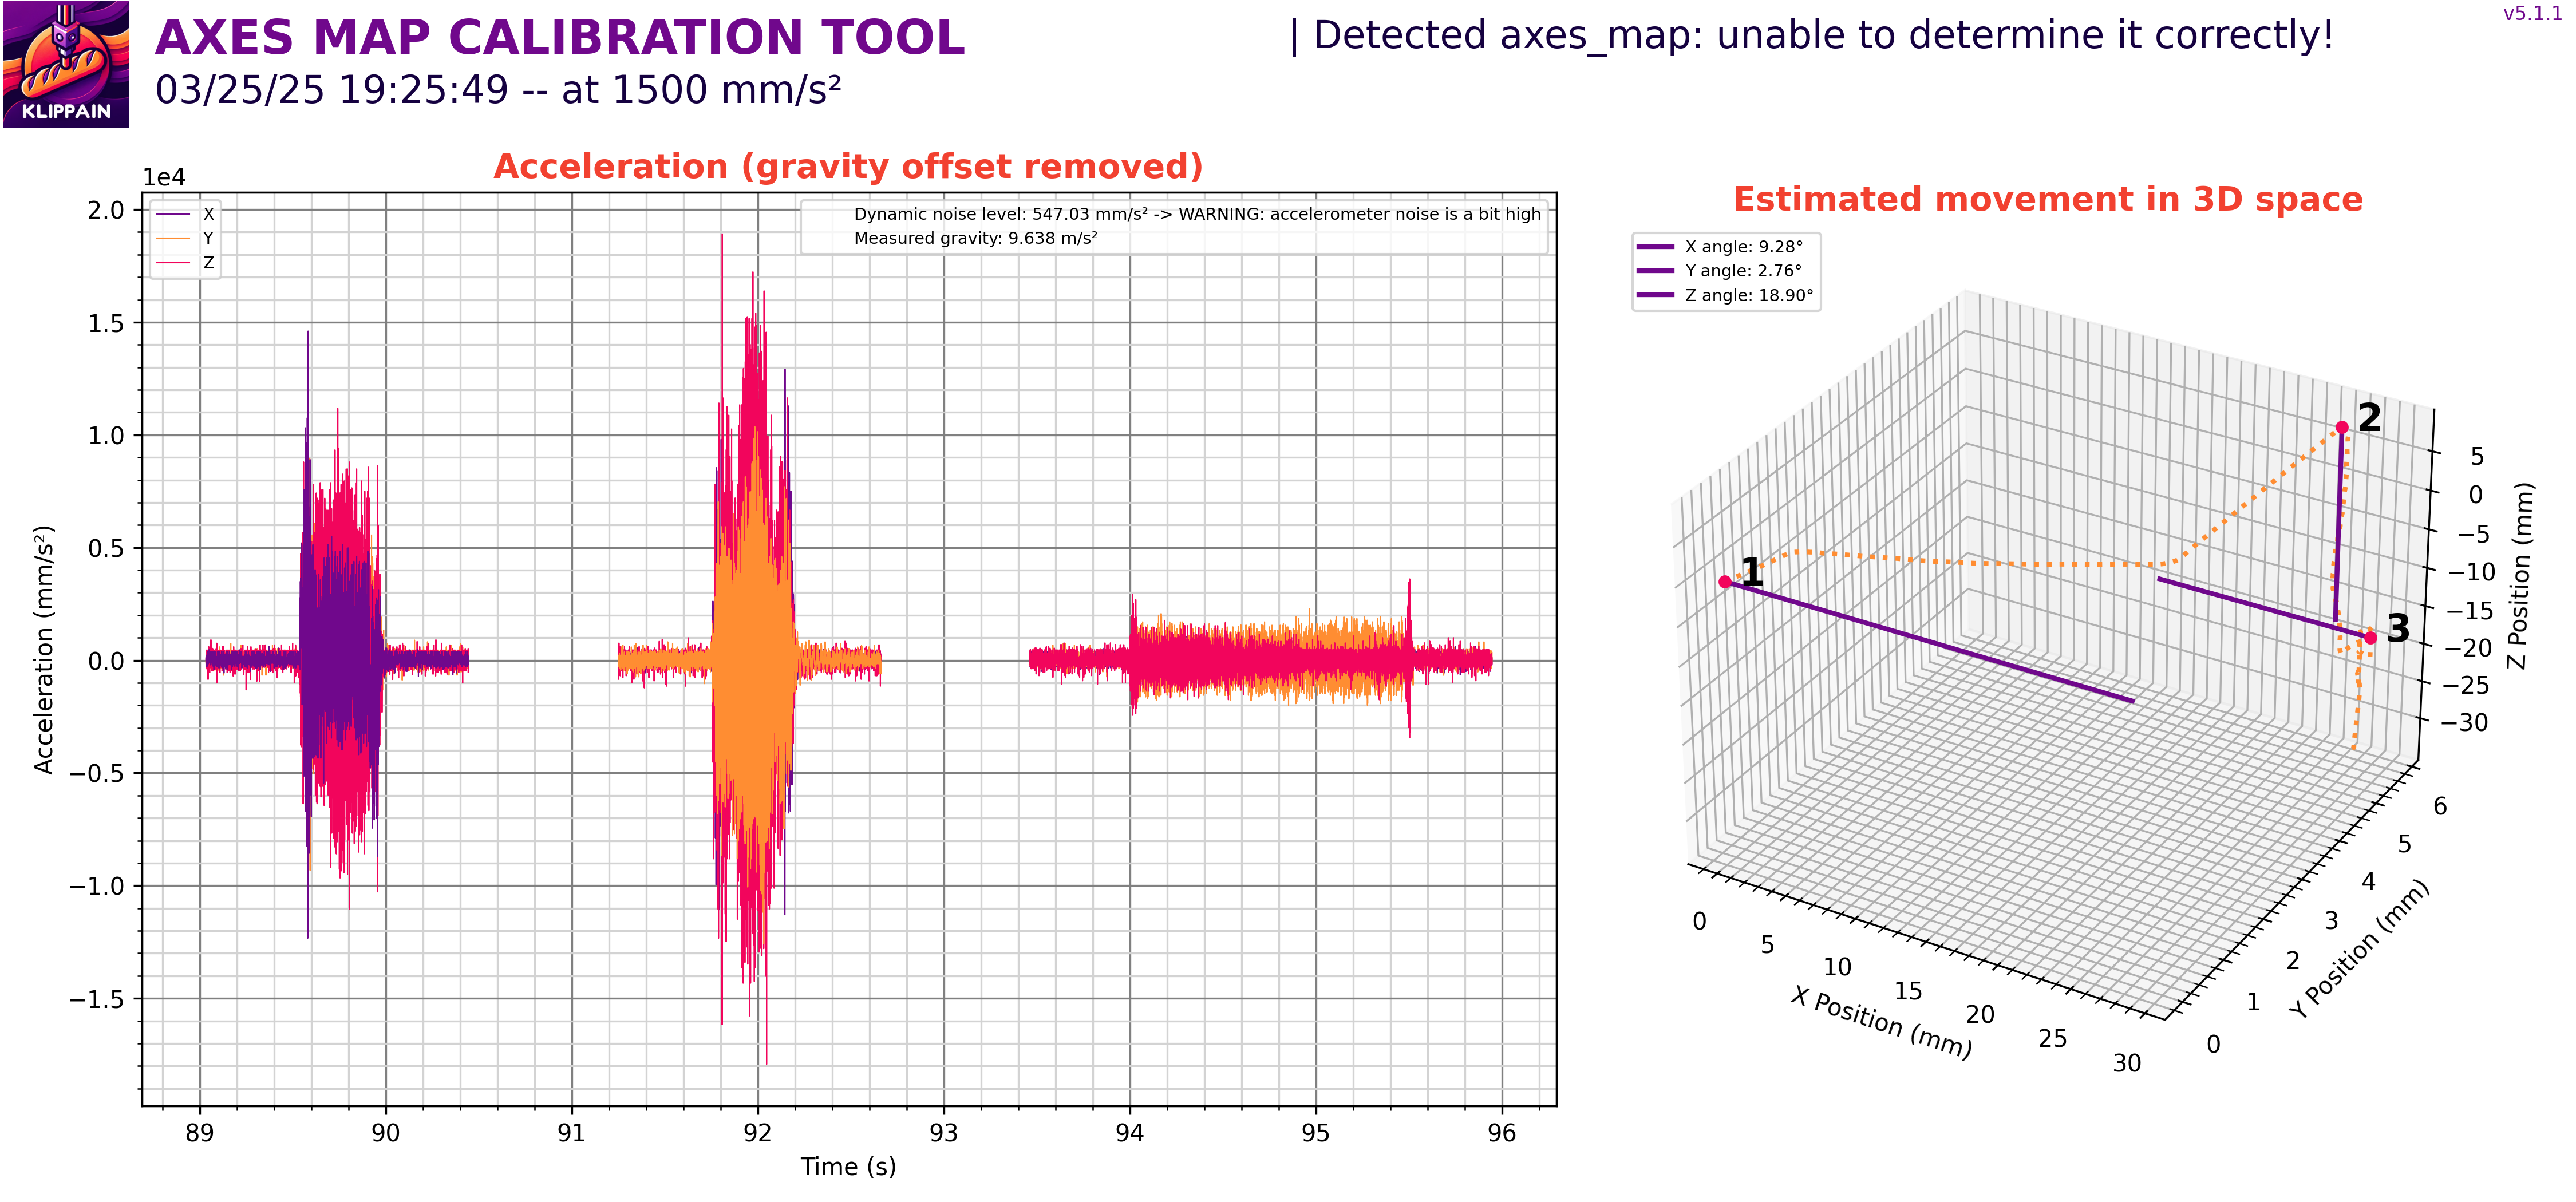 KLIPPAIN
AXES MAP CALIBRATION TOOL
03/25/25 19:25:49 -- at 1500 mm/s²
| Detected axes_map: unable to determine it correctly!
v5.1.1
Acceleration (gravity offset removed)
1e4
X
Y
Z
Dynamic noise level: 547.03 mm/s² -> WARNING: accelerometer noise is a bit high
Measured gravity: 9.638 m/s²
2.0
1.5
1.0
0.5
0.0
−0.5
−1.0
−1.5
Acceleration (mm/s²)
89
90
91
92
93
94
95
96
Time (s)
Estimated movement in 3D space
X angle: 9.28°
Y angle: 2.76°
Z angle: 18.90°
1
2
3
5
0
−5
−10
−15
−20
−25
−30
Z Position (mm)
0
5
10
15
20
25
30
X Position (mm)
0
1
2
3
4
5
6
Y Position (mm)